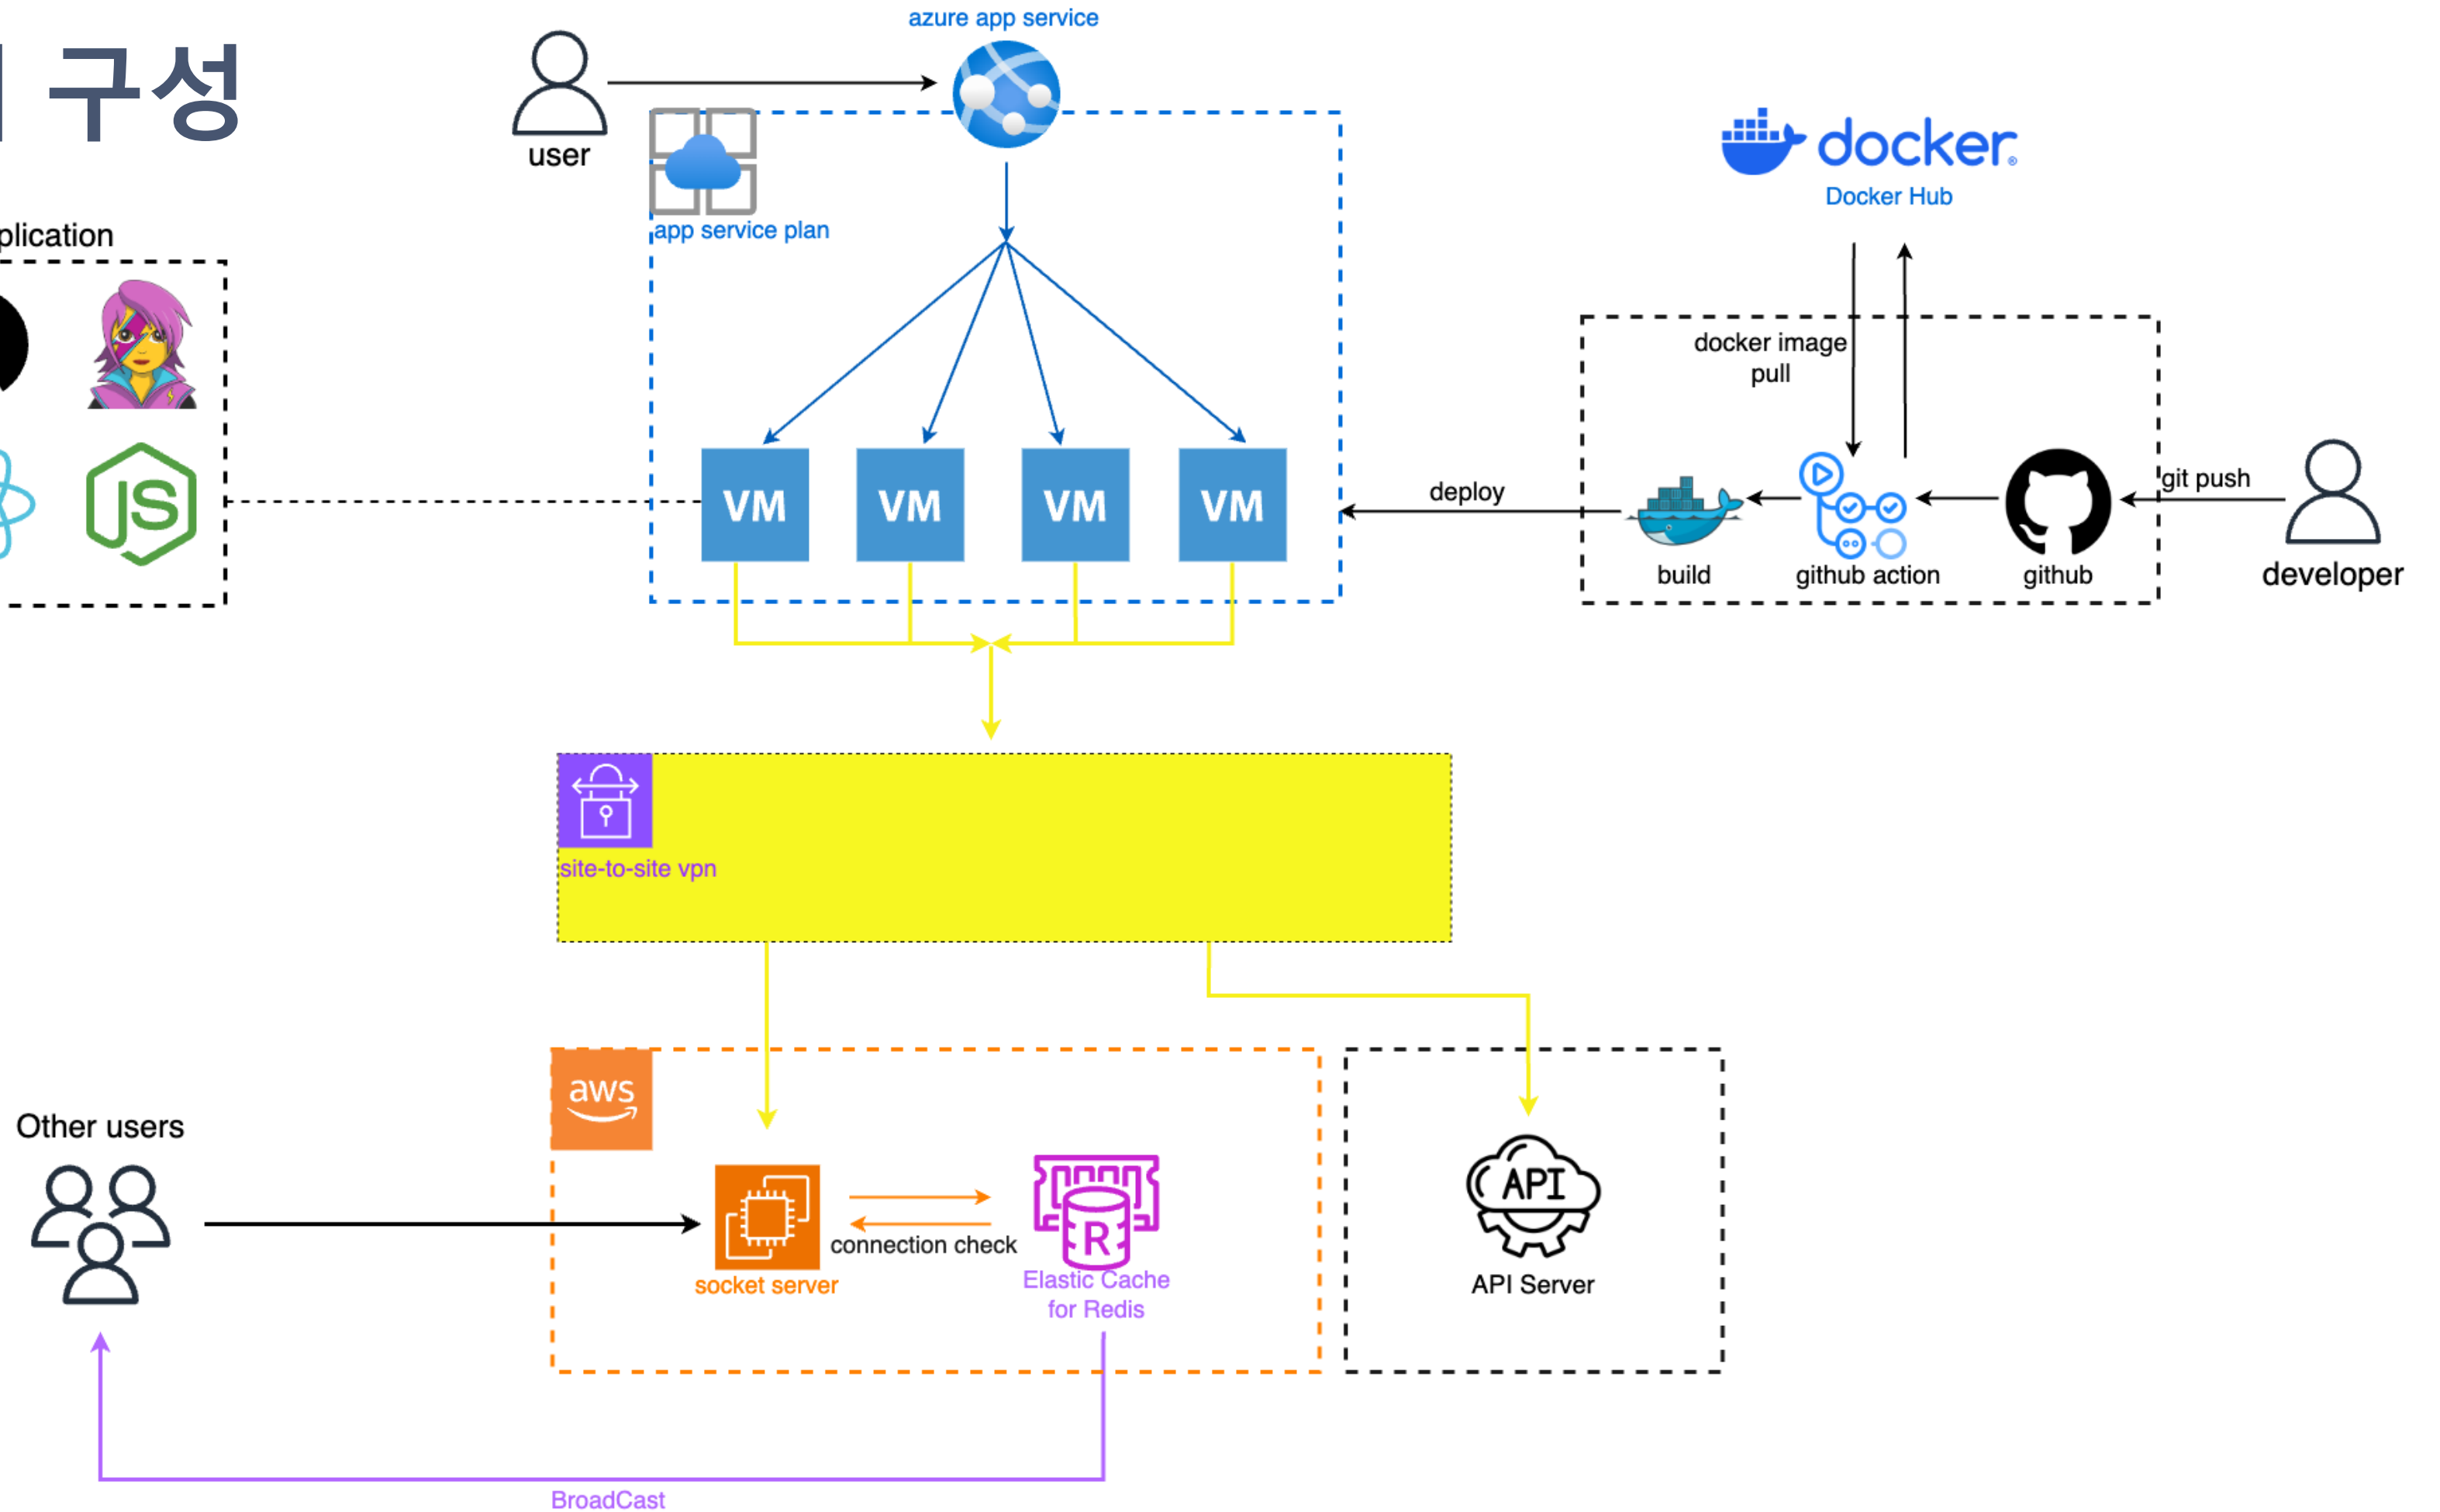 구성
azure app service
user
app service plan
docker
Docker Hub
plication
JS
VM
VM
VM
VM
deploy
docker image
pull
build
github action
github
git push
developer
site-to-site vpn
aws
Other users
socket server
connection check
R
Elastic Cache
for Redis
API
API Server
BroadCast